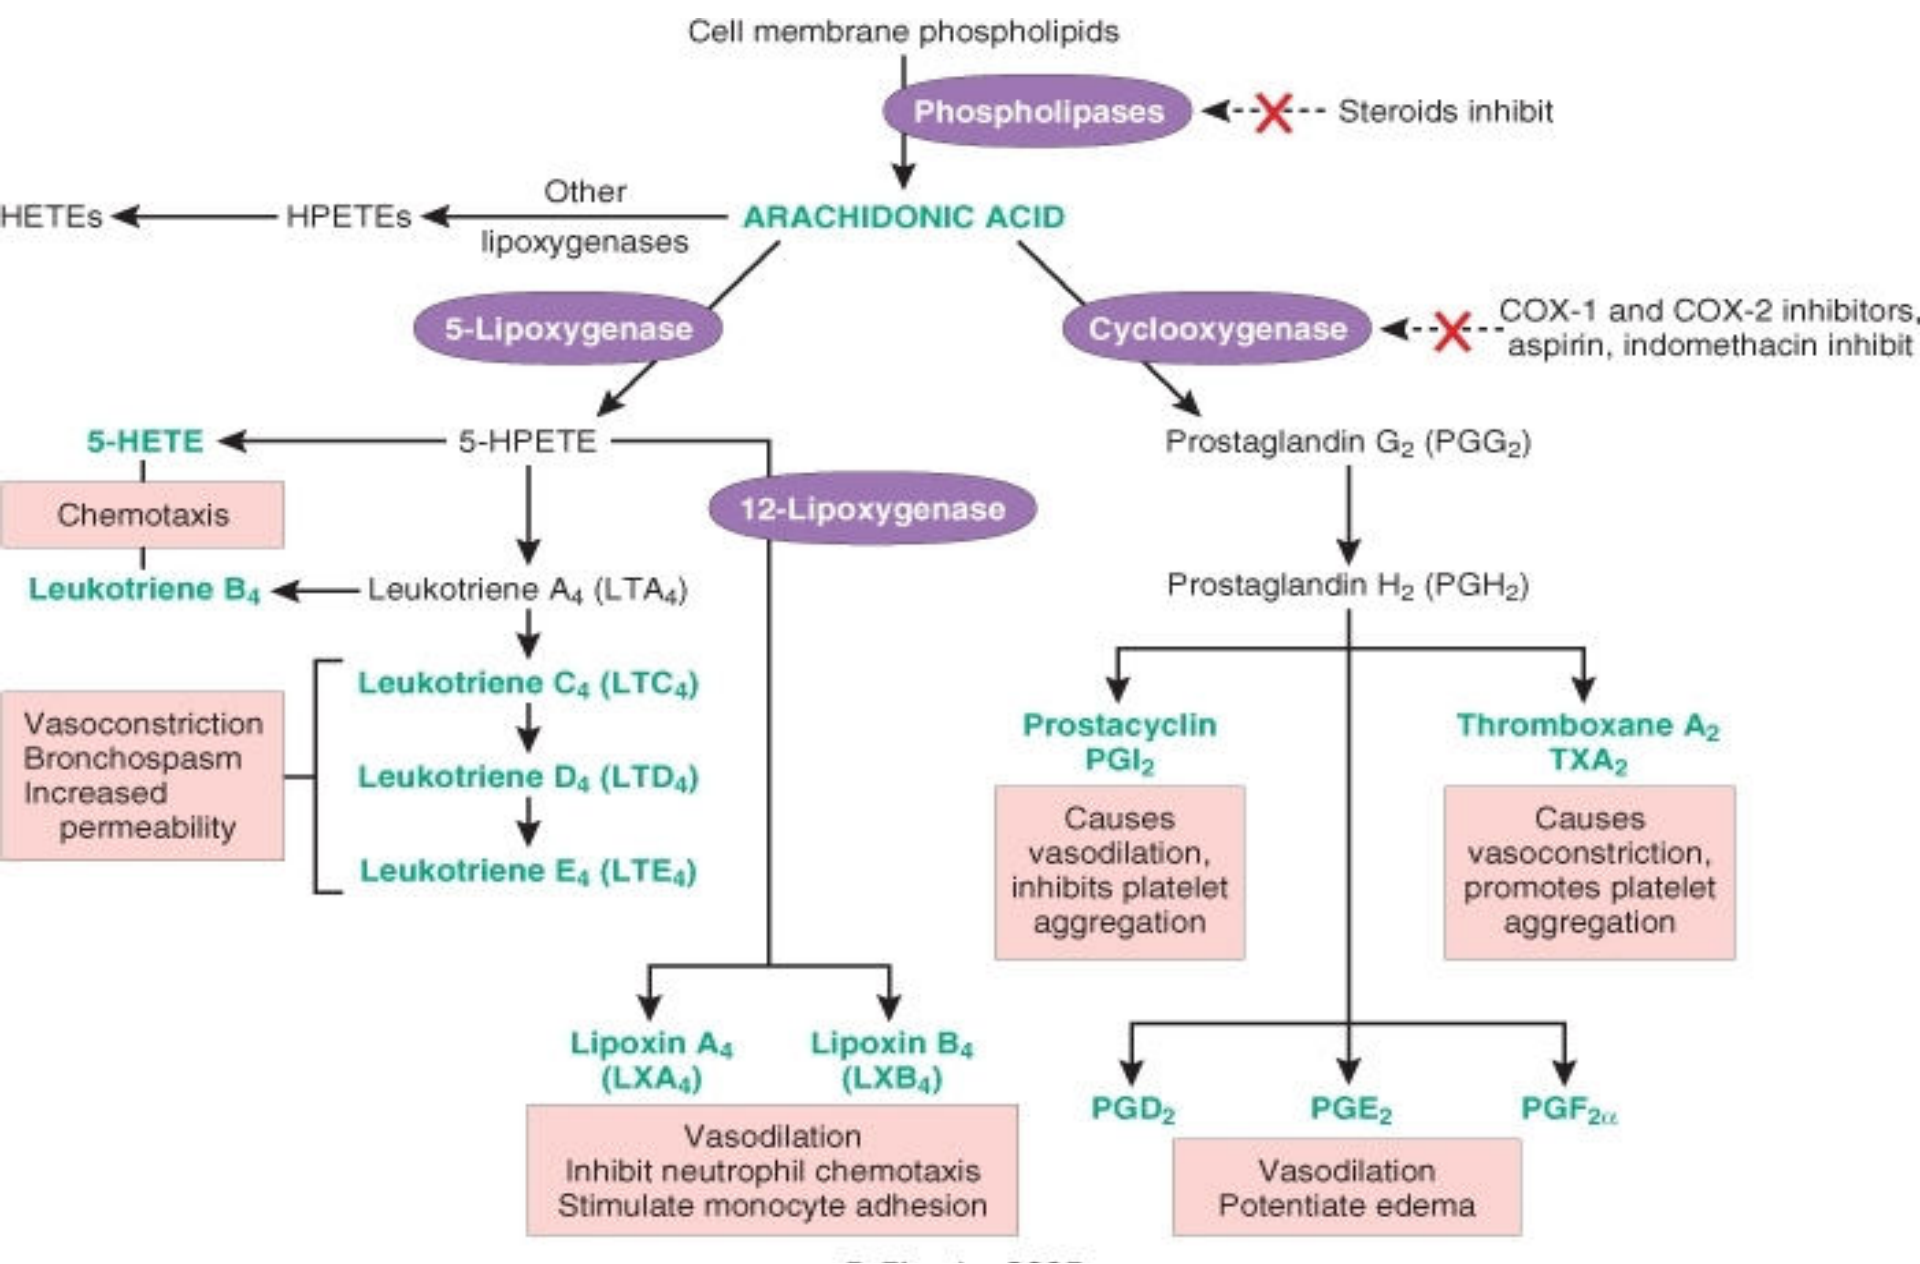 Cell membrane phospholipids
Phospholipases
Steroids inhibit
Other
HETEs
HPETEs
lipoxygenases
ARACHIDONIC ACID
5-Lipoxygenase
Cyclooxygenase
COX-1 and COX-2 inhibitors,
aspirin, indomethacin inhibit
5-HETE
5-HPETE
Prostaglandin G₂ (PGG₂)
Chemotaxis
12-Lipoxygenase
Leukotriene B₄
Leukotriene A₄ (LTA₄)
Prostaglandin H₂ (PGH₂)
Leukotriene C₄ (LTC₄)
Vasoconstriction
Bronchospasm
Increased
permeability
Leukotriene D₄ (LTD₄)
Leukotriene E₄ (LTE₄)
Prostacyclin
PGI₂
Causes
vasodilation,
inhibits platelet
aggregation
Thromboxane A₂
TXA₂
Causes
vasoconstriction,
promotes platelet
aggregation
Lipoxin A₄
(LXA₄)
Lipoxin B₄
(LXB₄)
Vasodilation
Inhibit neutrophil chemotaxis
Stimulate monocyte adhesion
PGD₂
PGE₂
PGF₂α
Vasodilation
Potentiate edema